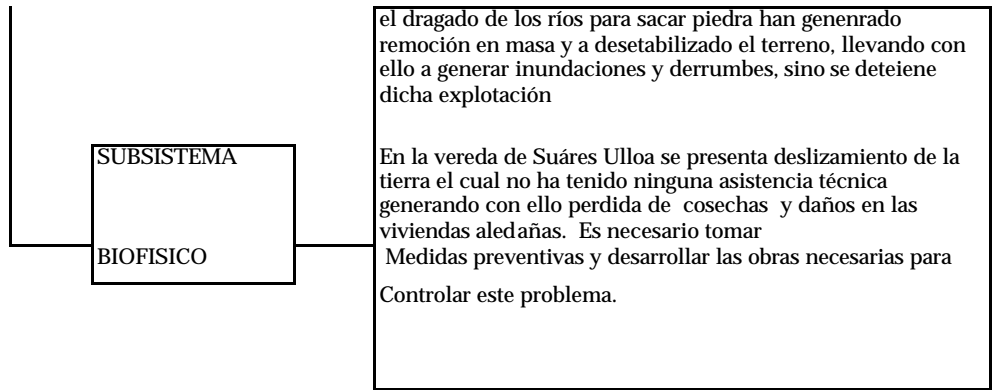 el dragado de los ríos para sacar piedra han genenrado
remoción en masa y a desetabilizado el terreno, llevando con
ello a generar inundaciones y derrumbes, sino se deteiene
dicha explotación
SUBSISTEMA
BIOFISICO
En la vereda de Suáres Ulloa se presenta deslizamiento de la
tierra el cual no ha tenido ninguna asistencia técnica
generando con ello perdida de cosechas y daños en las
viviendas aledañas. Es necesario tomar
Medidas preventivas y desarrollar las obras necesarias para
Controlar este problema.